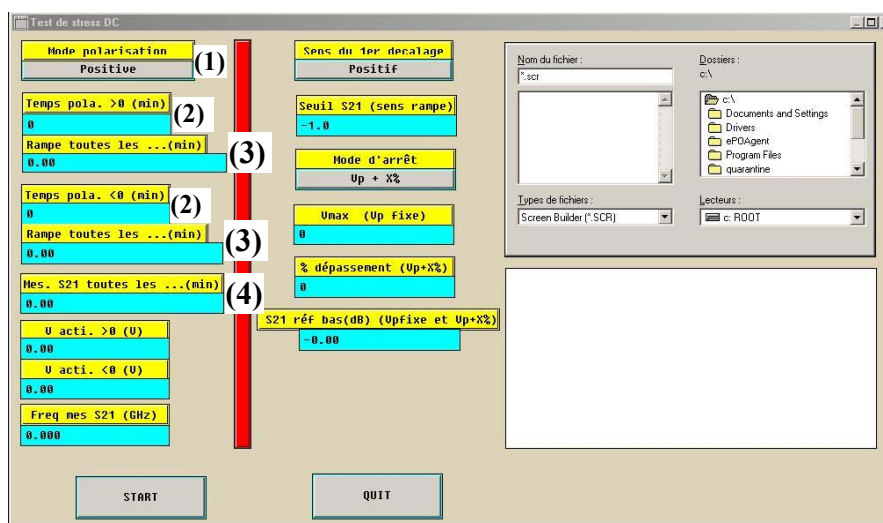 Test de stress DC
Mode polarisation
Positive
(1)
Temps pola. >0 (min)
(2)
0
Rampe toutes les ...(min)
(3)
0.00
Temps pola. <0 (min)
(2)
0
Rampe toutes les ...(min)
(3)
0.00
Mes. S21 toutes les ...(min)
(4)
0.00
V acti. >0 (V)
0.00
V acti. <0 (V)
0.00
Freq mes S21 (GHz)
0.000
START
Sens du 1er decalage
Positif
Seuil S21 (sens rampe)
-1.0
Mode d'arrêt
Vp + X%
Vmax (Vp fixe)
0
% dépassement (Vp+X%)
0
S21 réf bas(dB) (Vpfixe et Vp+X%)
-0.00
QUIT
Nom du fichier :
*.scr
Types de fichiers :
Screen Builder (*.SCR)
Dossiers :
c:\
c:\
Documents and Settings
Drivers
ePOAgent
Program Files
quarantine
Lecteurs :
c: ROOT